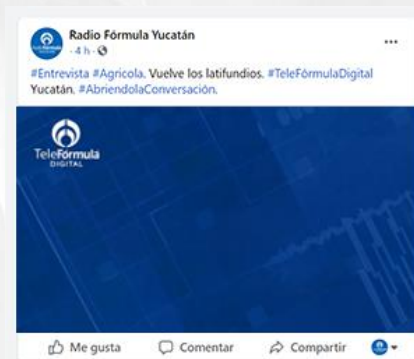 Radio Fórmula Yucatán
· 4 h ·
#Entrevista #Agricola. Vuelve los latifundios. #TeleFórmulaDigital
Yucatán. #AbriendolaConversación.
TeleFórmula
DIGITAL
Me gusta
Comentar
Compartir